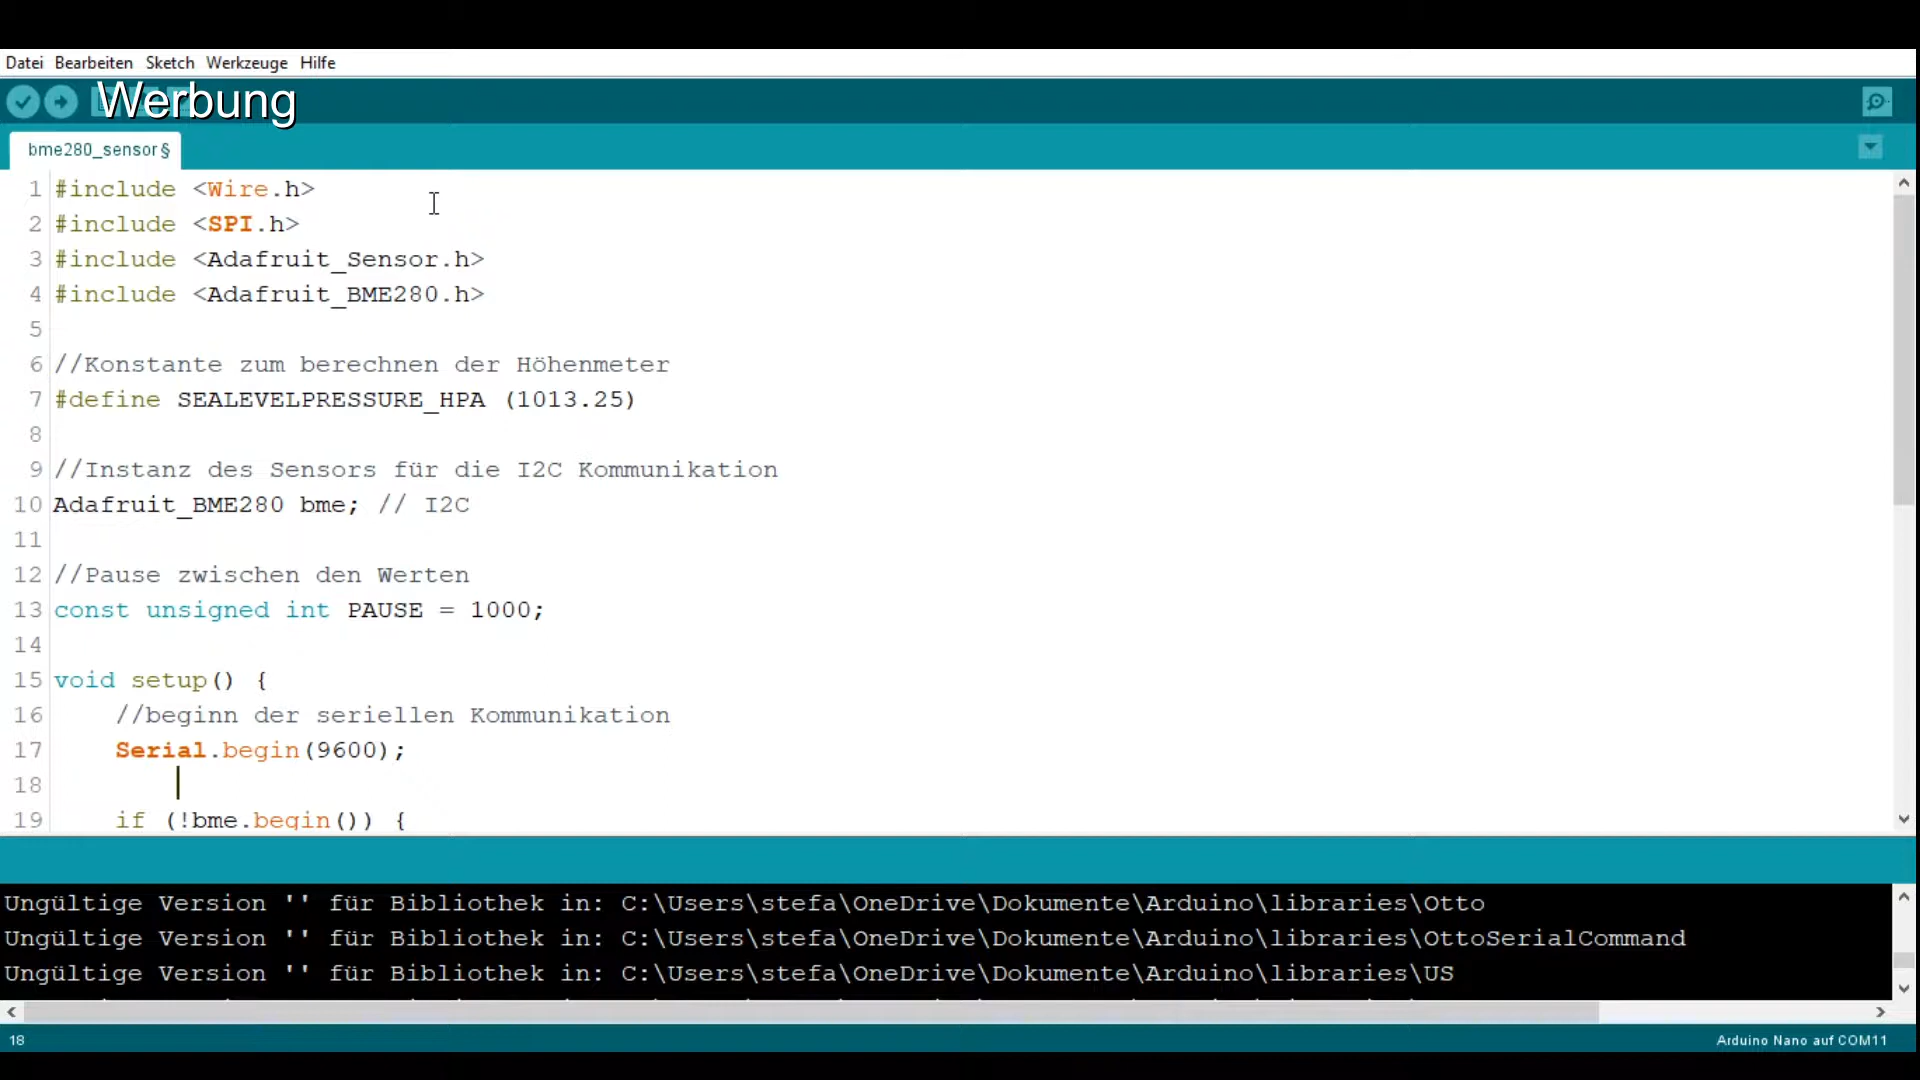 Datei Bearbeiten Sketch Werkzeuge Hilfe
Werbung
bme280_sensor§
1 #include <Wire.h>
2 #include <SPI.h>
3 #include <Adafruit_Sensor.h>
4 #include <Adafruit_BME280.h>
5
6 //Konstante zum berechnen der Höhenmeter
7 #define SEALEVELPRESSURE_HPA (1013.25)
8
9 //Instanz des Sensors für die I2C Kommunikation
10 Adafruit_BME280 bme; // I2C
11
12 //Pause zwischen den Werten
13 const unsigned int PAUSE = 1000;
14
15 void setup() {
16 //beginn der seriellen Kommunikation
17 Serial.begin(9600);
18
19 if (!bme.begin()) {
Ungültige Version '' für Bibliothek in: C:\Users\stefa\OneDrive\Dokumente\Arduino\libraries\Otto
Ungültige Version '' für Bibliothek in: C:\Users\stefa\OneDrive\Dokumente\Arduino\libraries\OttoSerialCommand
Ungültige Version '' für Bibliothek in: C:\Users\stefa\OneDrive\Dokumente\Arduino\libraries\US
18 Arduino Nano auf COM11